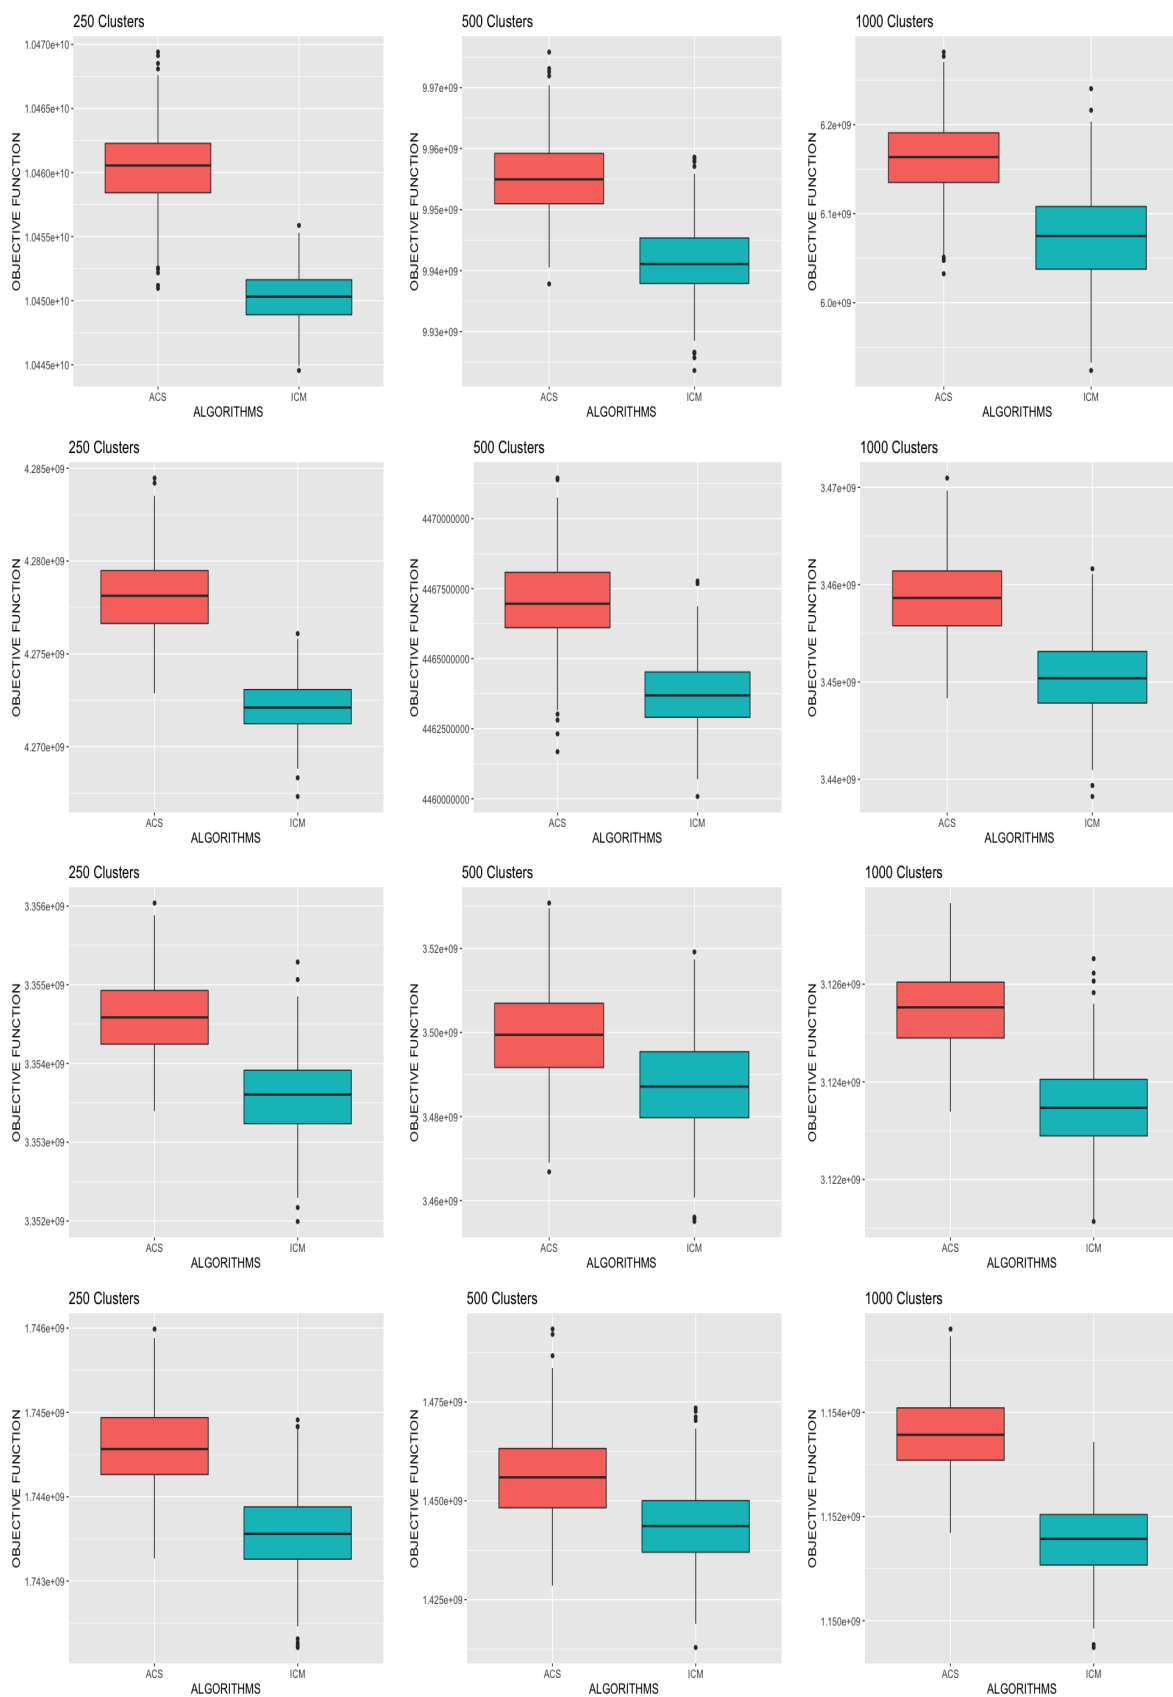 250 Clusters
OBJECTIVE FUNCTION
1.0470e+10
1.0465e+10
1.0460e+10
1.0455e+10
1.0450e+10
1.0445e+10
ACS ICM
ALGORITHMS
500 Clusters
OBJECTIVE FUNCTION
9.97e+09
9.96e+09
9.95e+09
9.94e+09
9.93e+09
ACS ICM
ALGORITHMS
1000 Clusters
OBJECTIVE FUNCTION
6.2e+09
6.1e+09
6.0e+09
ACS ICM
ALGORITHMS
250 Clusters
OBJECTIVE FUNCTION
4.285e+09
4.280e+09
4.275e+09
4.270e+09
ACS ICM
ALGORITHMS
500 Clusters
OBJECTIVE FUNCTION
4470000000
4467500000
4465000000
4462500000
4460000000
ACS ICM
ALGORITHMS
1000 Clusters
OBJECTIVE FUNCTION
3.47e+09
3.46e+09
3.45e+09
3.44e+09
ACS ICM
ALGORITHMS
250 Clusters
OBJECTIVE FUNCTION
3.356e+09
3.355e+09
3.354e+09
3.353e+09
3.352e+09
ACS ICM
ALGORITHMS
500 Clusters
OBJECTIVE FUNCTION
3.52e+09
3.50e+09
3.48e+09
3.46e+09
ACS ICM
ALGORITHMS
1000 Clusters
OBJECTIVE FUNCTION
3.126e+09
3.124e+09
3.122e+09
ACS ICM
ALGORITHMS
250 Clusters
OBJECTIVE FUNCTION
1.746e+09
1.745e+09
1.744e+09
1.743e+09
ACS ICM
ALGORITHMS
500 Clusters
OBJECTIVE FUNCTION
1.475e+09
1.450e+09
1.425e+09
ACS ICM
ALGORITHMS
1000 Clusters
OBJECTIVE FUNCTION
1.154e+09
1.152e+09
1.150e+09
ACS ICM
ALGORITHMS